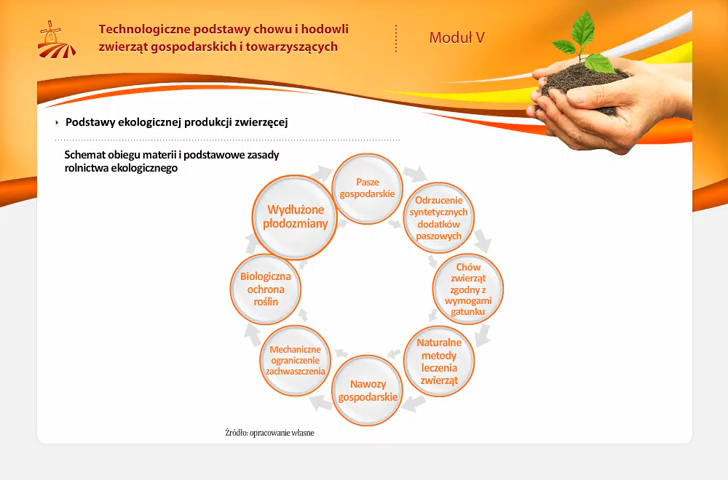 Technologiczne podstawy chowu i hodowli
zwierząt gospodarskich i towarzyszących
Moduł V
Podstawy ekologicznej produkcji zwierzęcej
Schemat obiegu materii i podstawowe zasady
rolnictwa ekologicznego
Pasze
gospodarskie
Odrzucenie
syntetycznych
dodatków
paszowych
Chów
zwierząt
zgodny z
wymogami
gatunku
Naturalne
metody
leczenia
zwierząt
Nawozy
gospodarskie
Mechaniczne
ograniczenie
zachwaszczenia
Biologiczna
ochrona
roślin
Wydłużone
płodozmiany
Źródło: opracowanie własne